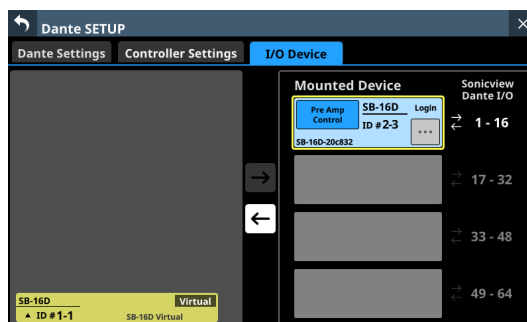 Dante SETUP
Dante Settings
Controller Settings
I/O Device
Mounted Device
Sonicview
Dante I/O
Pre Amp
Control
SB-16D
Login
ID # 2-3
...
SB-16D-20c832
1 - 16
17 - 32
33 - 48
49 - 64
SB-16D
Virtual
ID # 1-1
SB-16D Virtual